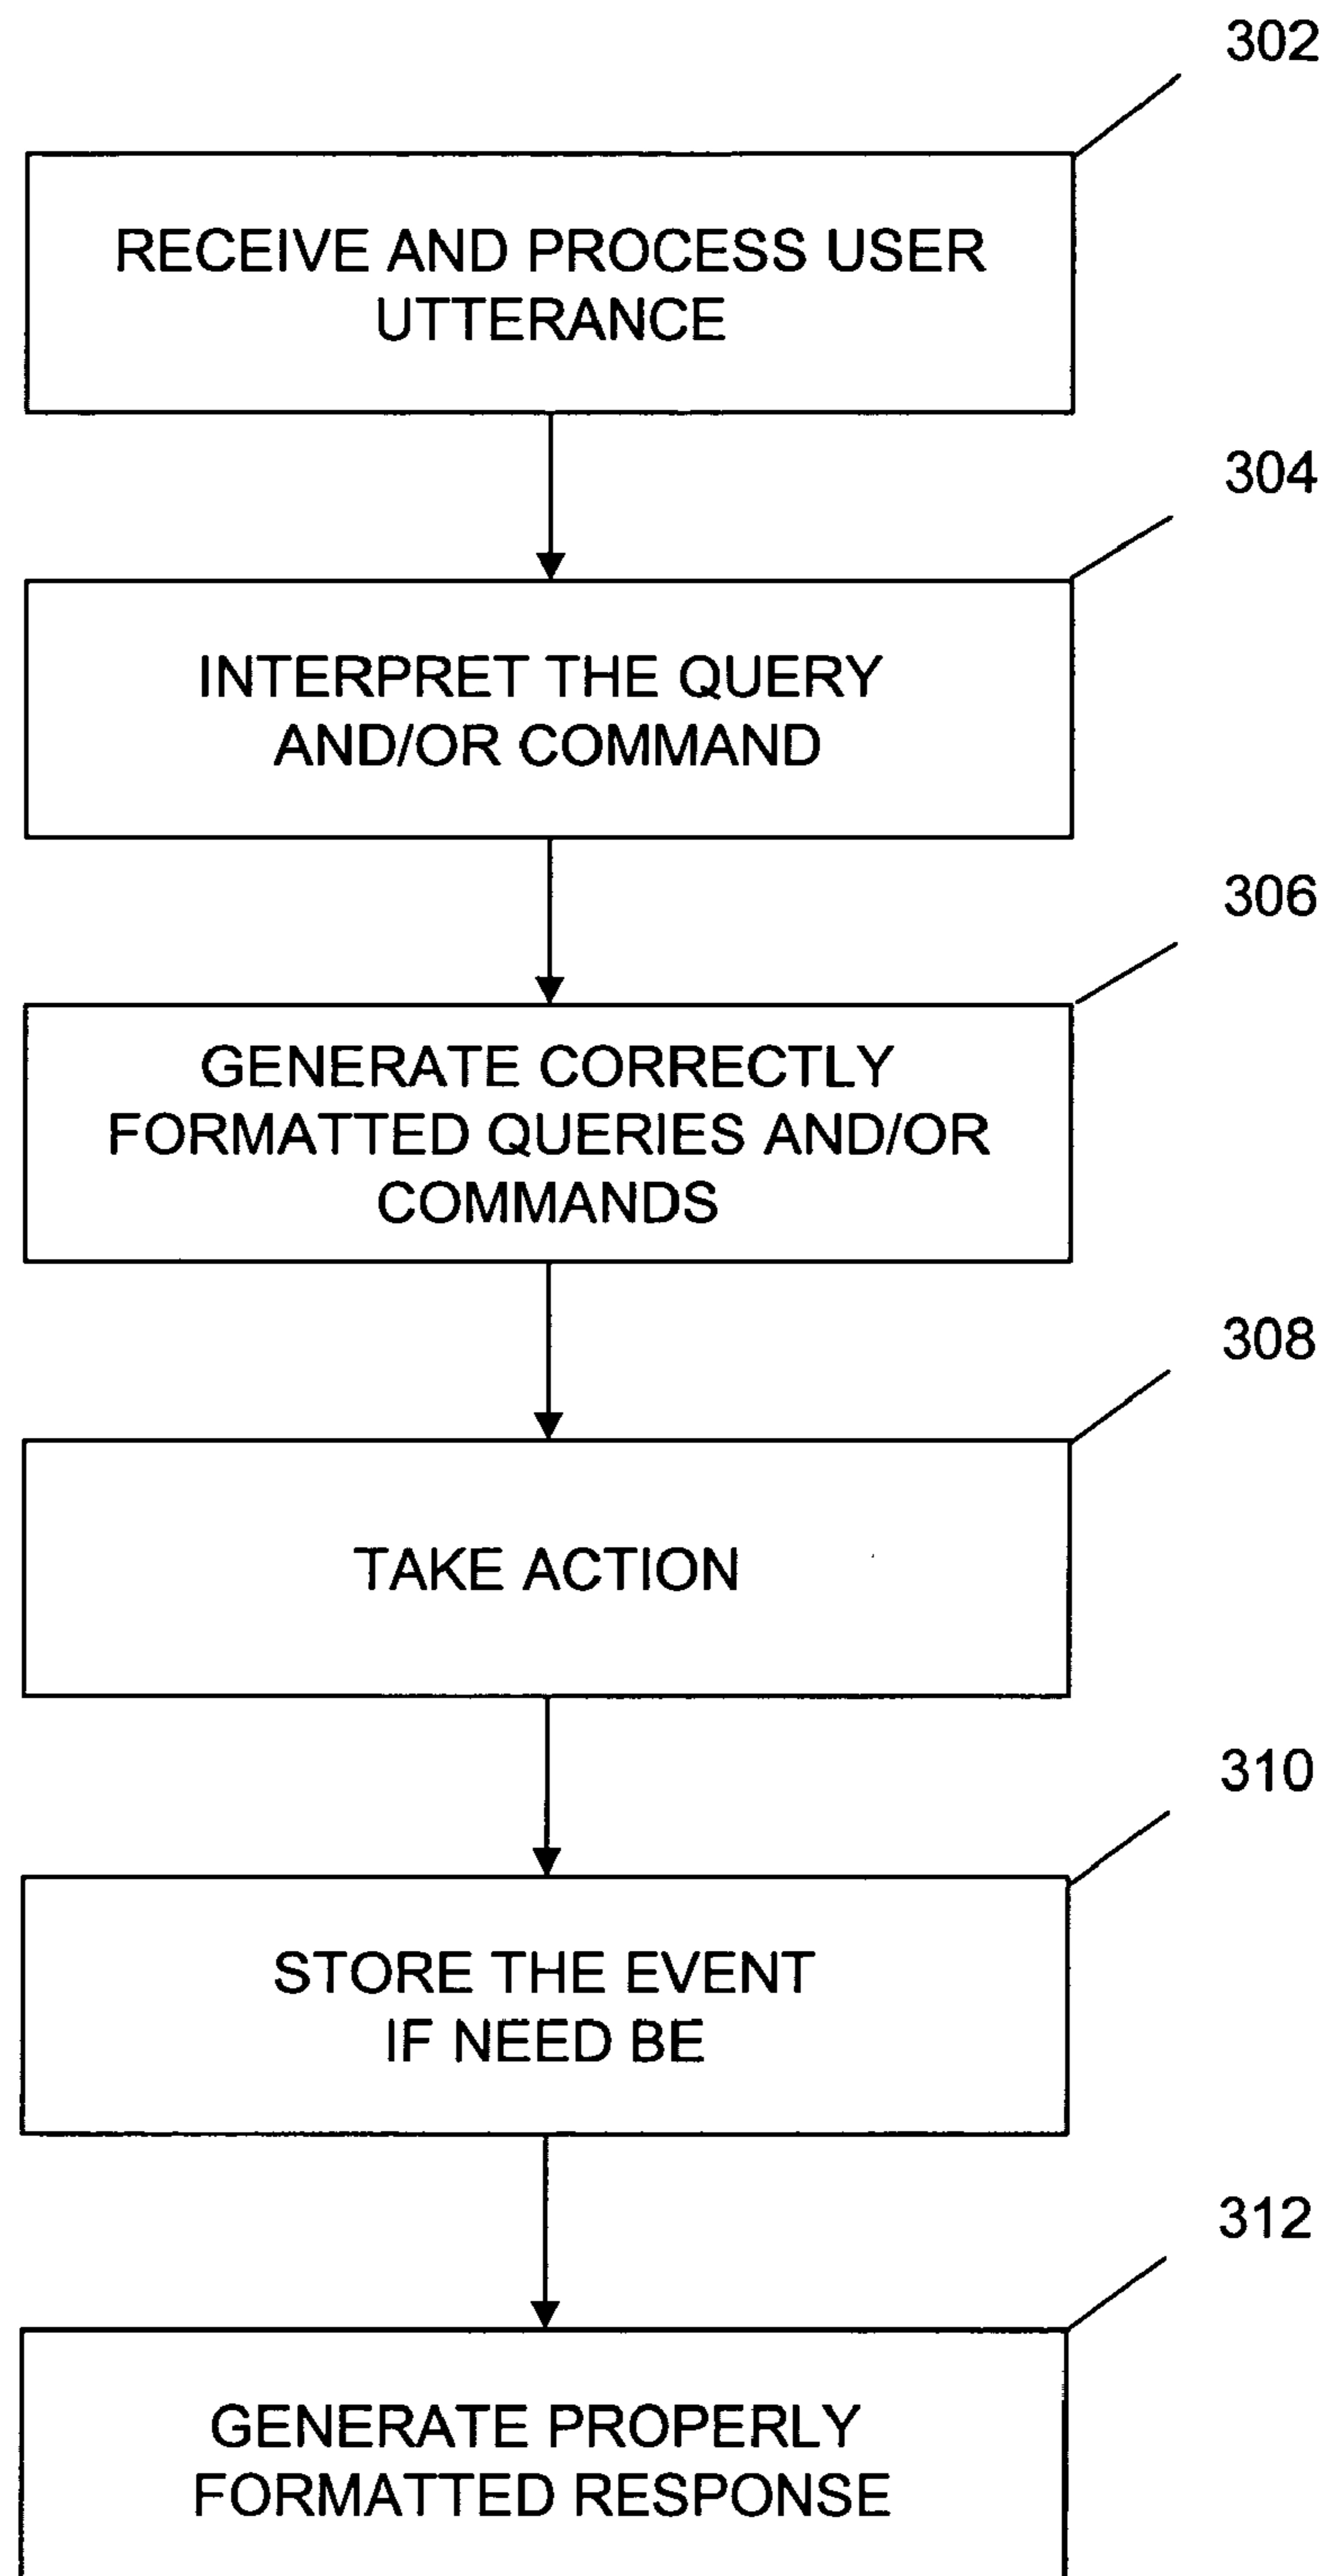 302
RECEIVE AND PROCESS USER
UTTERANCE
304
INTERPRET THE QUERY
AND/OR COMMAND
306
GENERATE CORRECTLY
FORMATTED QUERIES AND/OR
COMMANDS
308
TAKE ACTION
310
STORE THE EVENT
IF NEED BE
312
GENERATE PROPERLY
FORMATTED RESPONSE